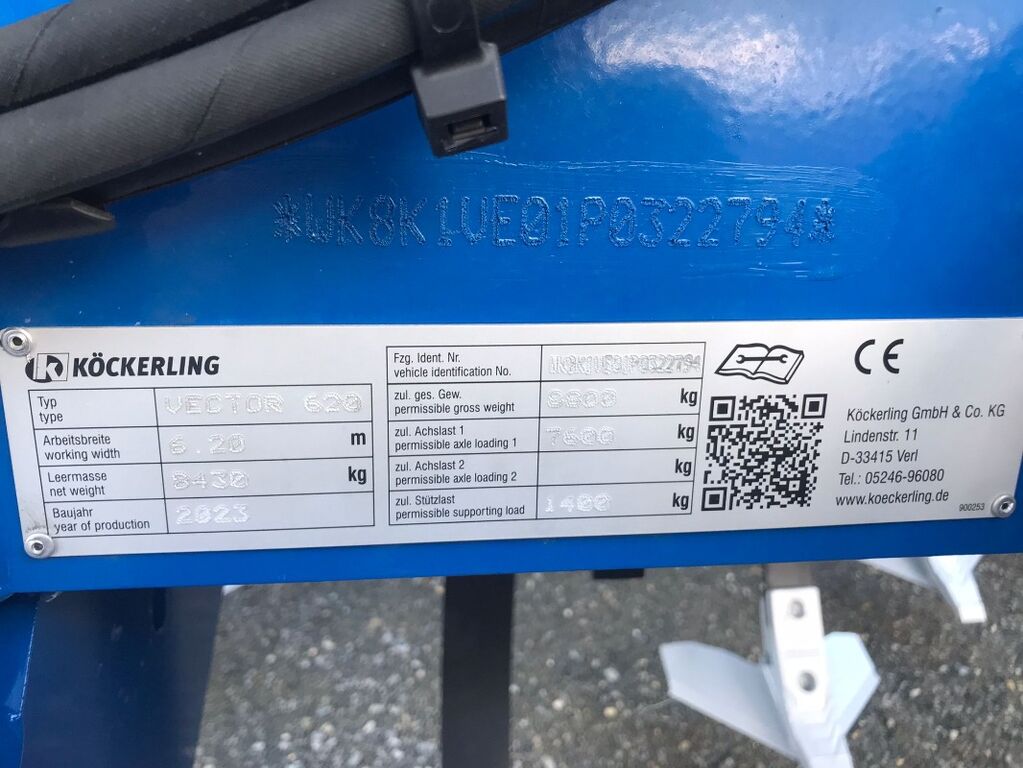 *WK8K1VE01P0322794*
KÖCKERLING
Typ
type
VECTOR 620
Arbeitsbreite
working width
6.20 m
Leermasse
net weight
8430 kg
Baujahr
year of production
2023
Fzg. Ident. Nr.
vehicle identification No.
WK8K1VE01P0322794
zul. ges. Gew.
permissible gross weight
8800 kg
zul. Achslast 1
permissible axle loading 1
7600 kg
zul. Achslast 2
permissible axle loading 2
kg
zul. Stützlast
permissible supporting load
1400 kg
CE
Köckerling GmbH & Co. KG
Lindenstr. 11
D-33415 Verl
Tel.: 05246-96080
www.koeckerling.de
900253